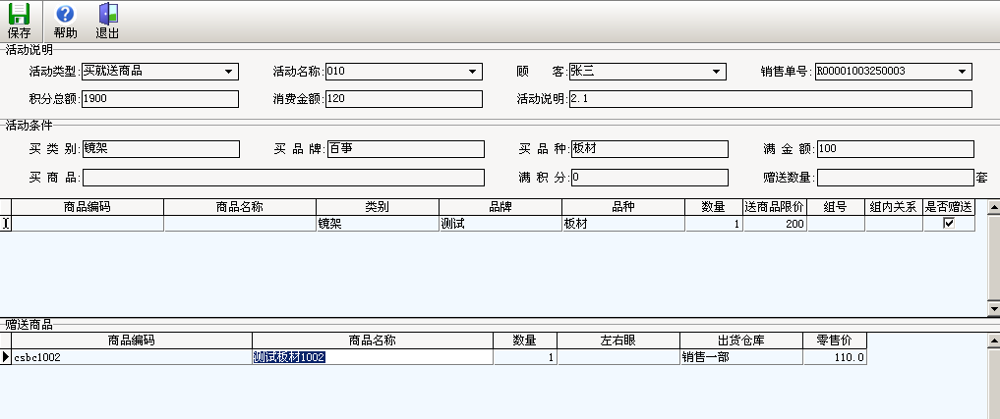 保存 帮助 退出
活动说明
活动类型: 买就送商品 活动名称: 010 顾 客: 张三 销售单号: R00001003250003
积分总额: 1900 消费金额: 120 活动说明: 2.1
活动条件
买 类 别: 镜架 买 品 牌: 百事 买 品 种: 板材 满 金 额: 100
买 商 品: 满 积 分: 0 赠送数量: 套
商品编码 商品名称 类别 品牌 品种 数量 送商品限价 组号 组内关系 是否赠送
镜架 测试 板材 1 200
赠送商品
商品编码 商品名称 数量 左右眼 出货仓库 零售价
csbc1002 测试板材1002 1 销售一部 110.0